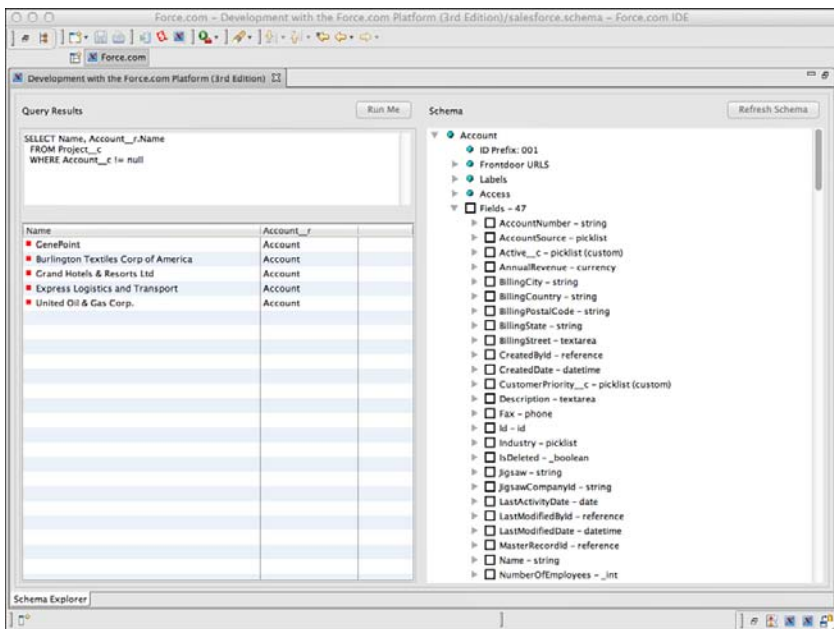 Force.com – Development with the Force.com Platform (3rd Edition)/salesforce.schema – Force.com IDE
Force.com
Development with the Force.com Platform (3rd Edition)
Query Results
Run Me
SELECT Name, Account__r.Name
FROM Project__c
WHERE Account__c != null
Name Account__r
GenePoint Account
Burlington Textiles Corp of America Account
Grand Hotels & Resorts Ltd Account
Express Logistics and Transport Account
United Oil & Gas Corp. Account
Schema
Refresh Schema
Account
ID Prefix: 001
Frontdoor URLS
Labels
Access
Fields – 47
AccountNumber – string
AccountSource – picklist
Active__c – picklist (custom)
AnnualRevenue – currency
BillingCity – string
BillingCountry – string
BillingPostalCode – string
BillingState – string
BillingStreet – textarea
CreatedById – reference
CreatedDate – datetime
CustomerPriority__c – picklist (custom)
Description – textarea
Fax – phone
Id – id
Industry – picklist
IsDeleted – _boolean
Jigsaw – string
JigsawCompanyId – string
LastActivityDate – date
LastModifiedById – reference
LastModifiedDate – datetime
MasterRecordId – reference
Name – string
NumberOfEmployees – _int
Schema Explorer